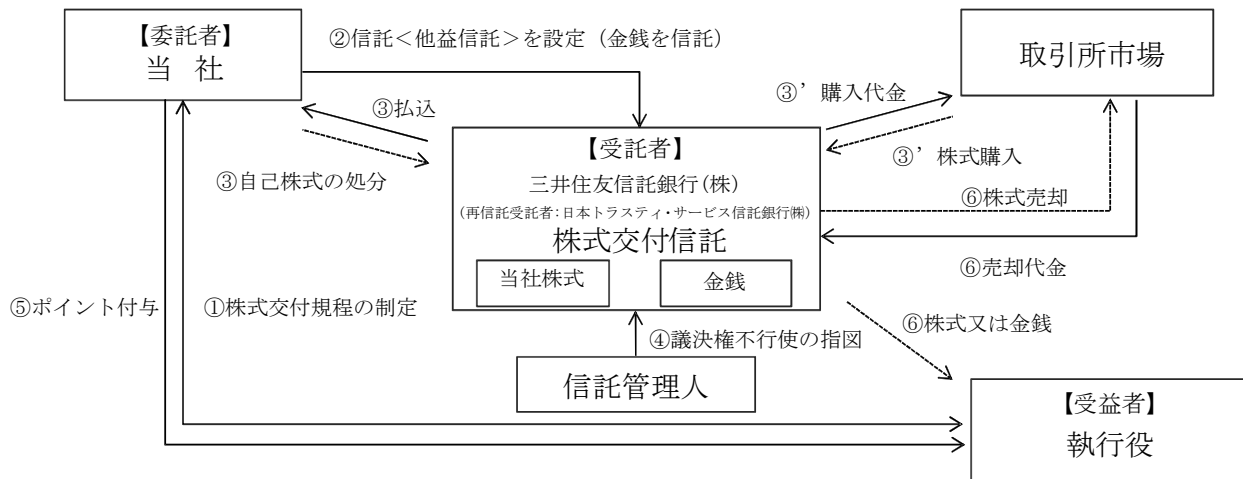 【委託者】
当 社
②信託<他益信託>を設定（金銭を信託）
取引所市場
③払込
③’購入代金
【受託者】
③’株式購入
③自己株式の処分
三井住友信託銀行(株)
(再信託受託者:日本トラスティ・サービス信託銀行㈱)
⑥株式売却
株式交付信託
当社株式
金銭
⑥売却代金
⑤ポイント付与
①株式交付規程の制定
④議決権不行使の指図
⑥株式又は金銭
信託管理人
【受益者】
執行役